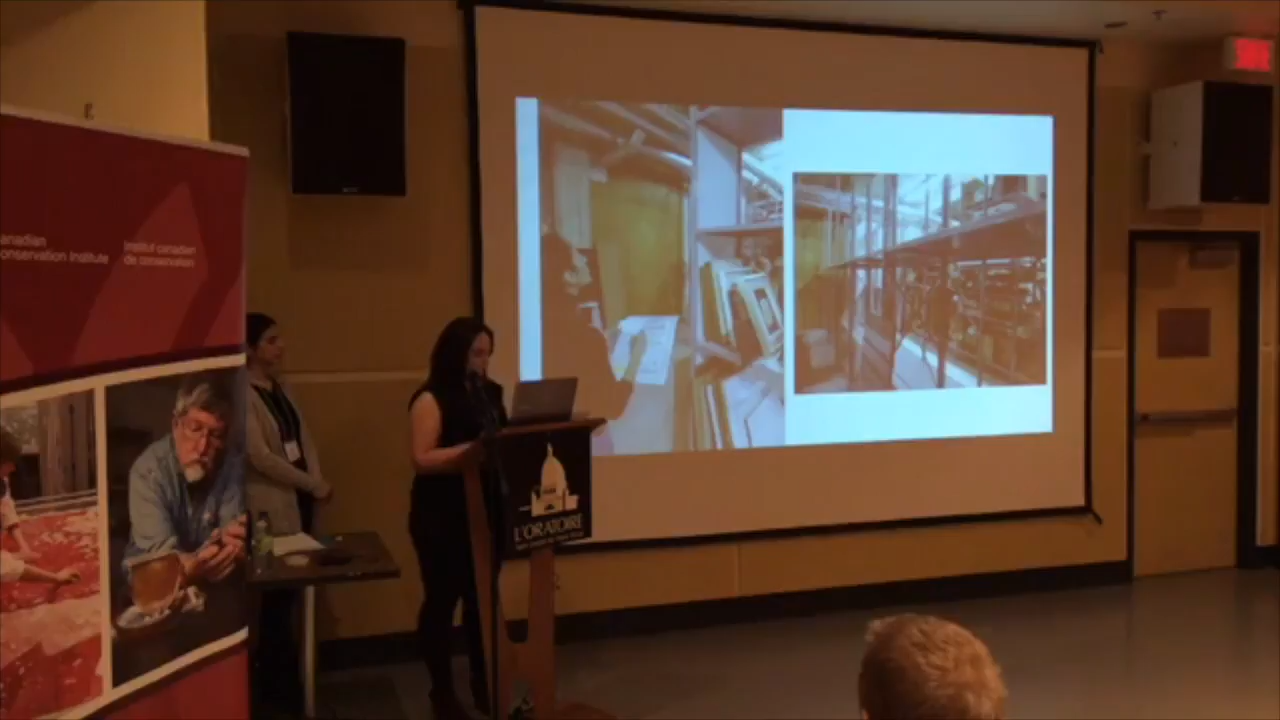 anadian
onservation Institute
Institut canadien
de conservation
L'ORATOIRE